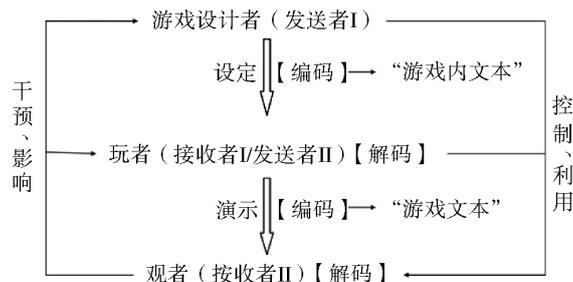 游戏设计者（发送者I）
设定【编码】“游戏内文本”
干预、影响
控制、利用
玩者（接收者I/发送者II）【解码】
演示【编码】“游戏文本”
观者（接收者II）【解码】